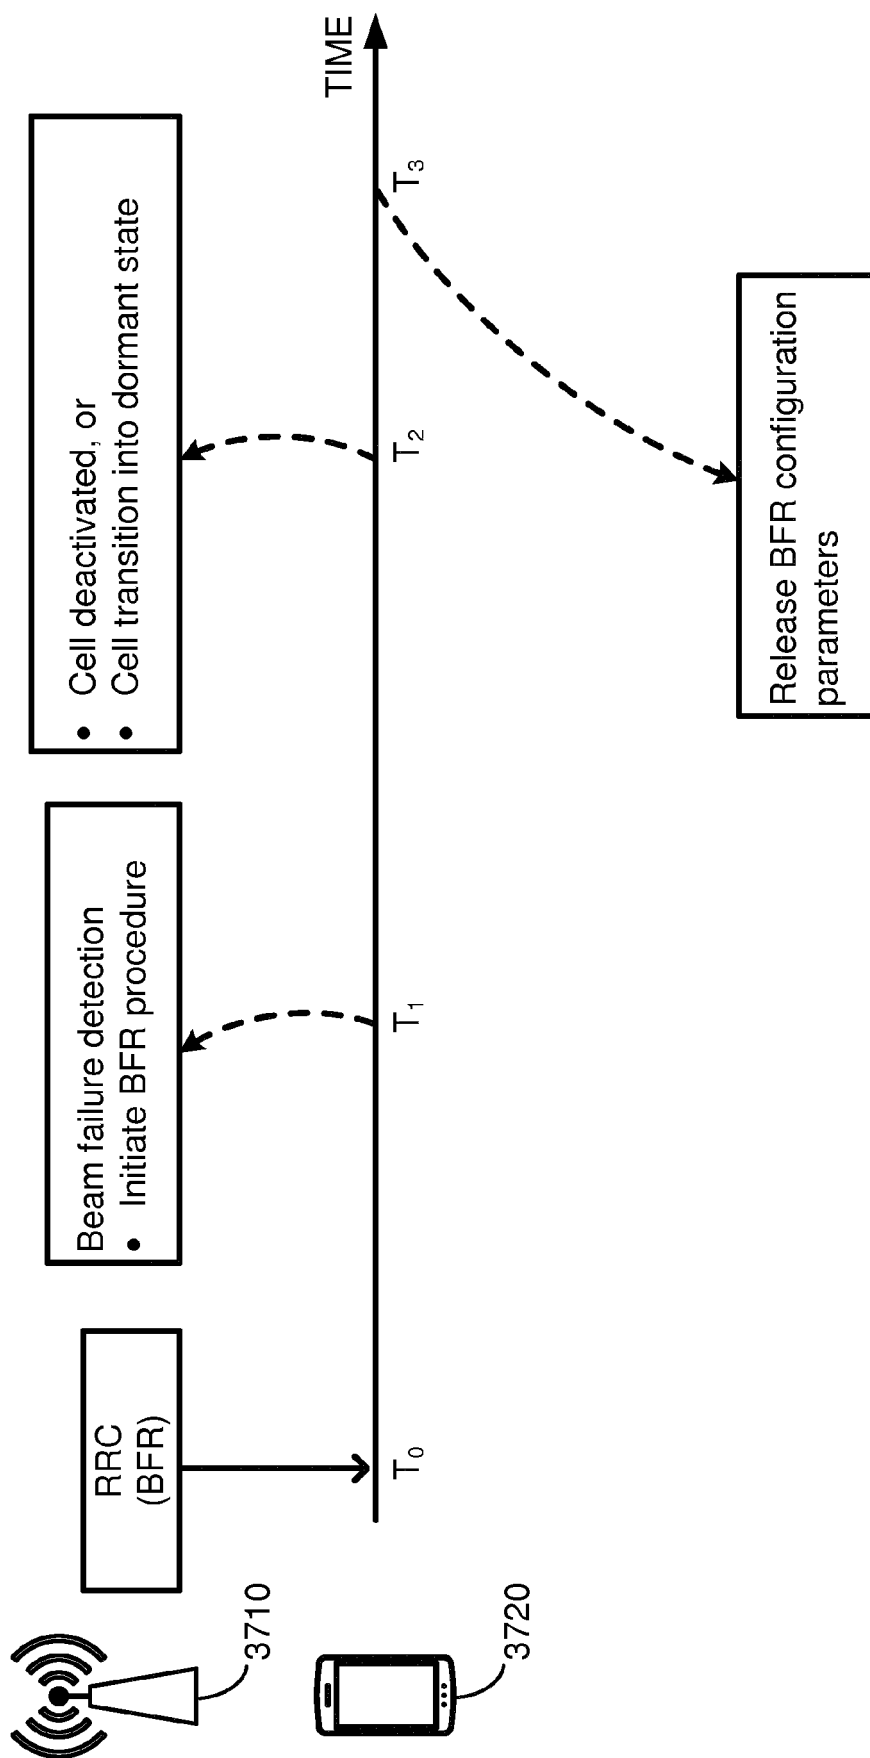 RRC
(BFR)
Beam failure detection
• Initiate BFR procedure
• Cell deactivated, or
• Cell transition into dormant state
3710
3720
TIME
T0
T1
T2
T3
Release BFR configuration
parameters